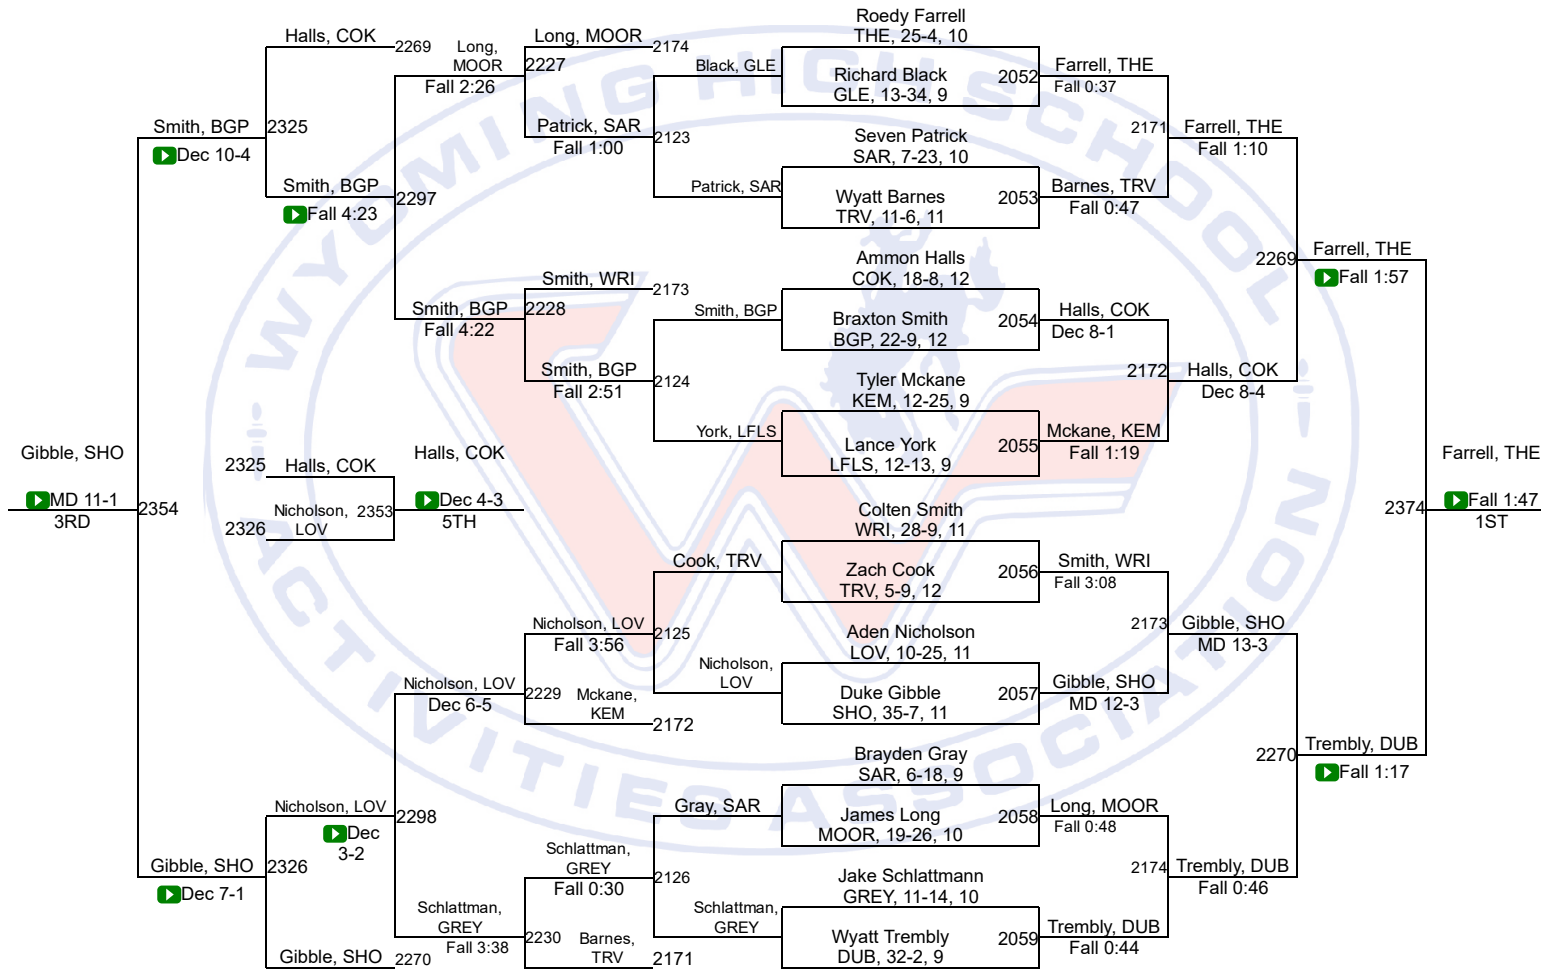 Roedy Farrell
THE, 25-4, 10
Halls, COK
2269
Long,
MOOR
Long, MOOR
2174
Black, GLE
Richard Black
GLE, 13-34, 9
2052
Farrell, THE
Fall 0:37
2227
Fall 2:26
2325
Smith, BGP
Dec 10-4
Patrick, SAR
Fall 1:00
2123
Seven Patrick
SAR, 7-23, 10
2171
Farrell, THE
Fall 1:10
Smith, BGP
Fall 4:23
2297
Patrick, SAR
Wyatt Barnes
TRV, 11-6, 11
2053
Barnes, TRV
Fall 0:47
Ammon Halls
COK, 18-8, 12
2269
Farrell, THE
Fall 1:57
Smith, WRI
2173
Smith, BGP
Fall 4:22
2228
Smith, BGP
Braxton Smith
BGP, 22-9, 12
2054
Halls, COK
Dec 8-1
Smith, BGP
Fall 2:51
2124
Tyler Mckane
KEM, 12-25, 9
2172
Halls, COK
Dec 8-4
York, LFLS
Lance York
LFLS, 12-13, 9
2055
Mckane, KEM
Fall 1:19
Gibble, SHO
MD 11-1
3RD
2354
2325
Halls, COK
Nicholson,
LOV
2326
2353
Halls, COK
Dec 4-3
5TH
Colten Smith
WRI, 28-9, 11
2374
Farrell, THE
Fall 1:47
1ST
Cook, TRV
Zach Cook
TRV, 5-9, 12
2056
Smith, WRI
Fall 3:08
Nicholson, LOV
Fall 3:56
2125
Aden Nicholson
LOV, 10-25, 11
2173
Gibble, SHO
MD 13-3
Nicholson, LOV
Dec 6-5
2229
Mckane,
KEM
2172
Nicholson,
LOV
Duke Gibble
SHO, 35-7, 11
2057
Gibble, SHO
MD 12-3
Brayden Gray
SAR, 6-18, 9
2270
Trembly, DUB
Fall 1:17
Nicholson, LOV
Dec
3-2
2298
Gray, SAR
James Long
MOOR, 19-26, 10
2058
Long, MOOR
Fall 0:48
Gibble, SHO
Dec 7-1
2326
Schlattman,
GREY
Fall 0:30
2126
Jake Schlattmann
GREY, 11-14, 10
2174
Trembly, DUB
Fall 0:46
Schlattman,
GREY
Fall 3:38
2230
Barnes,
TRV
2171
Schlattman,
GREY
Wyatt Trembly
DUB, 32-2, 9
2059
Trembly, DUB
Fall 0:44
Gibble, SHO
2270
WYOMING HIGH SCHOOL
ACTIVITIES ASSOCIATION